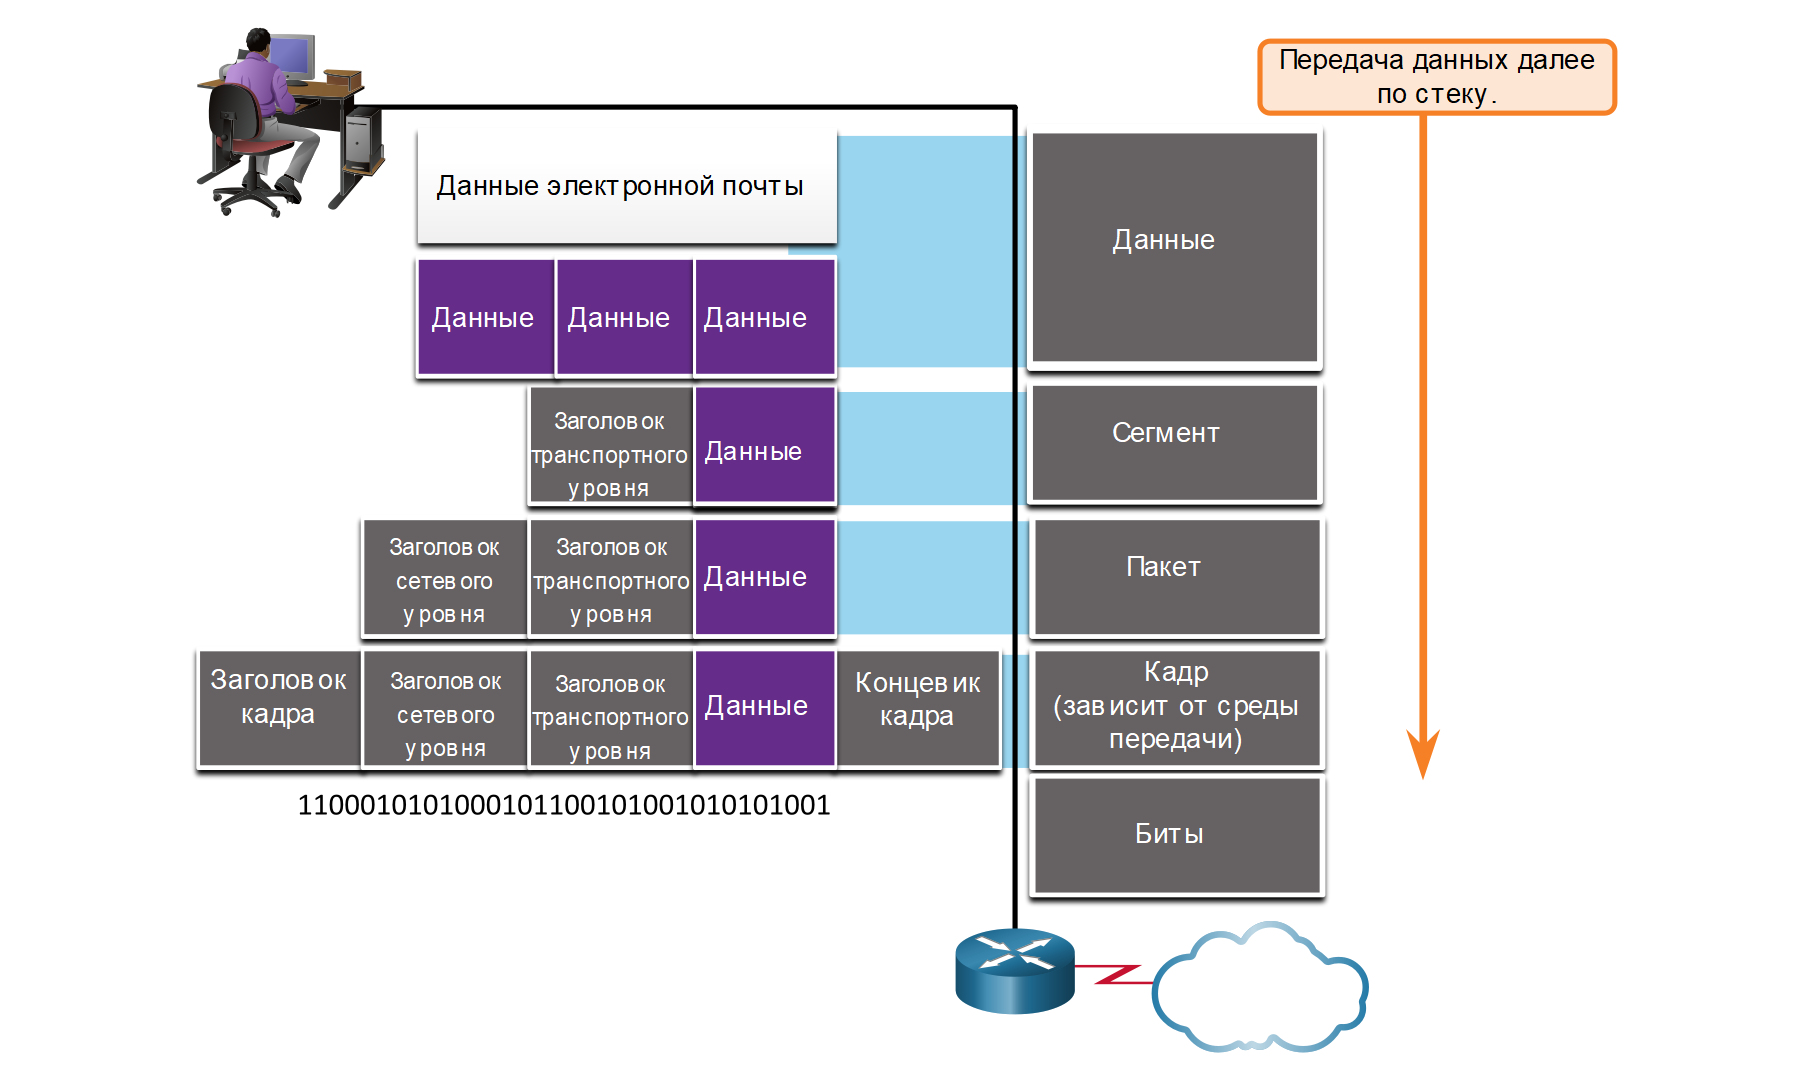 Передача данных далее
по стеку.
Данные электронной почты
Данные
Данные Данные Данные
Заголовок
транспортного
уровня
Данные
Сегмент
Заголовок
сетевого
уровня
Заголовок
транспортного
уровня
Данные
Пакет
Заголовок
кадра
Заголовок
сетевого
уровня
Заголовок
транспортного
уровня
Данные
Концевик
кадра
Кадр
(зависит от среды
передачи)
1100010101000101100101001010101001
Биты